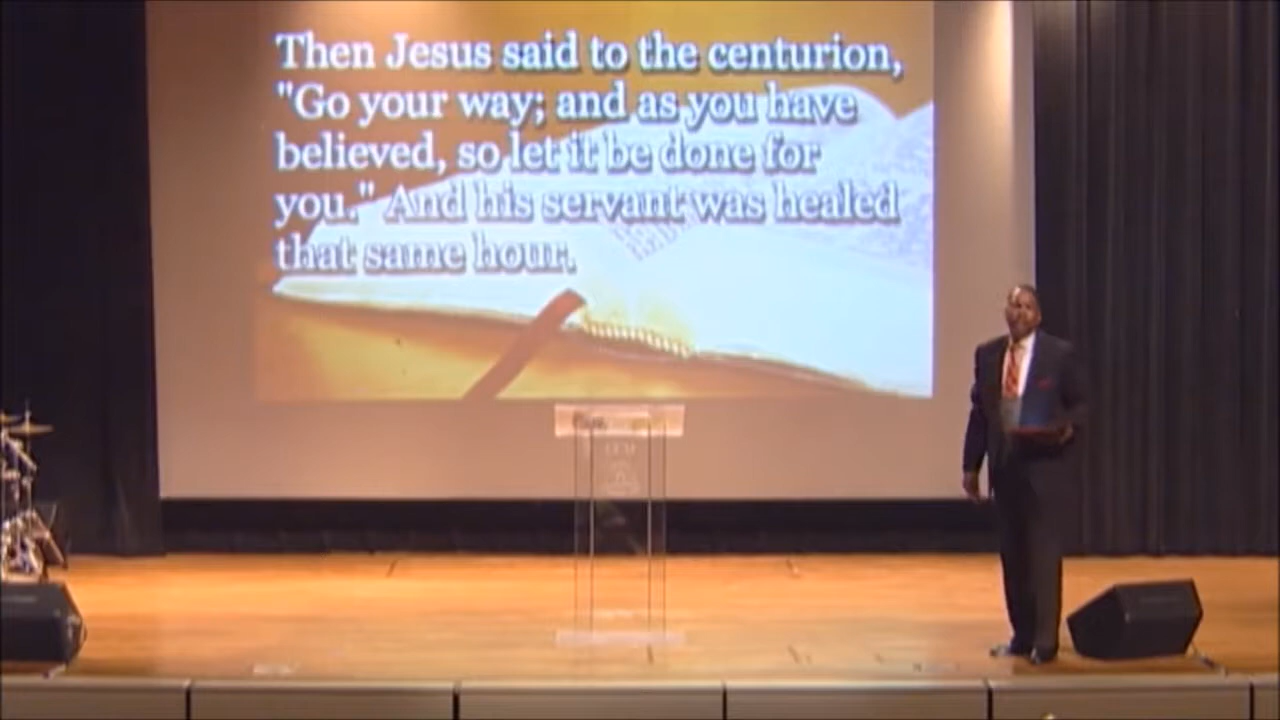 Then Jesus said to the centurion,
"Go your way; and as you have
believed, so let it be done for
you." And his servant was healed
that same hour.